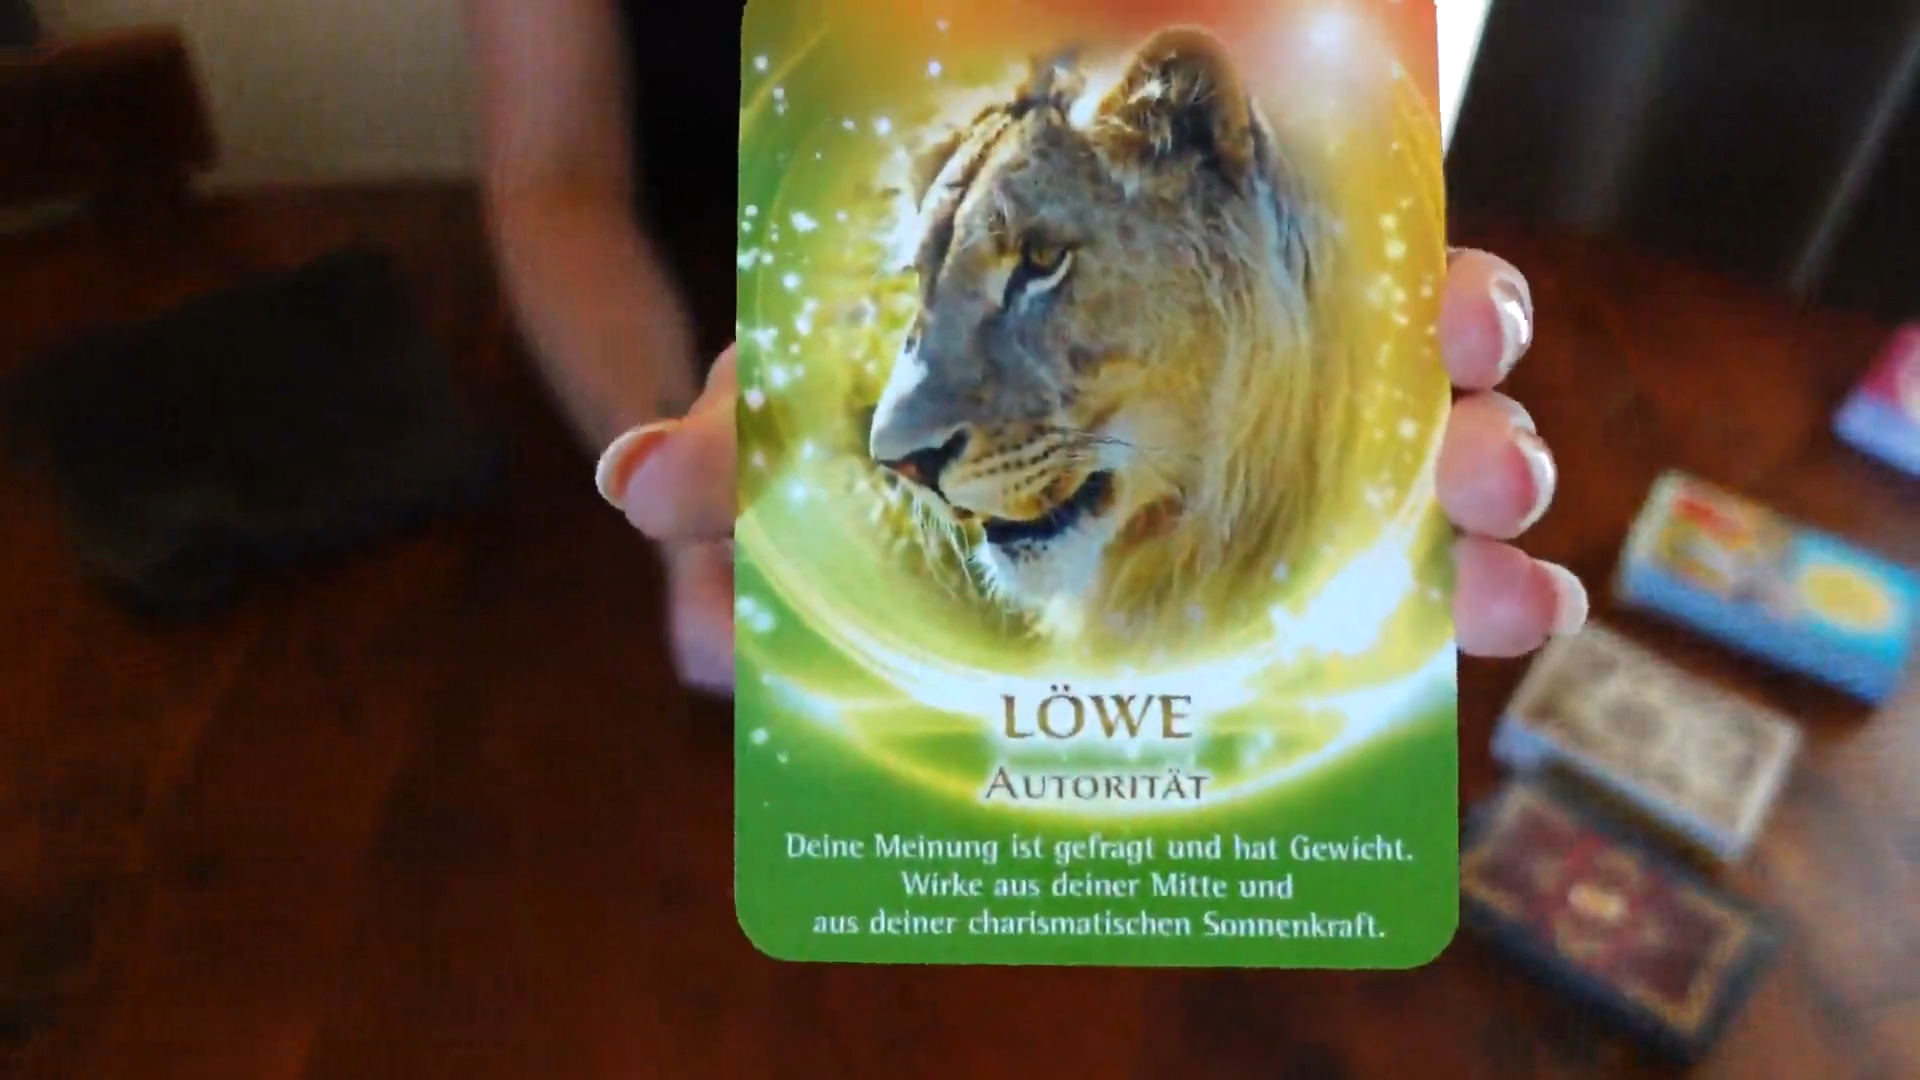 LÖWE
AUTORITÄT
Deine Meinung ist gefragt und hat Gewicht.
Wirke aus deiner Mitte und
aus deiner charismatischen Sonnenkraft.